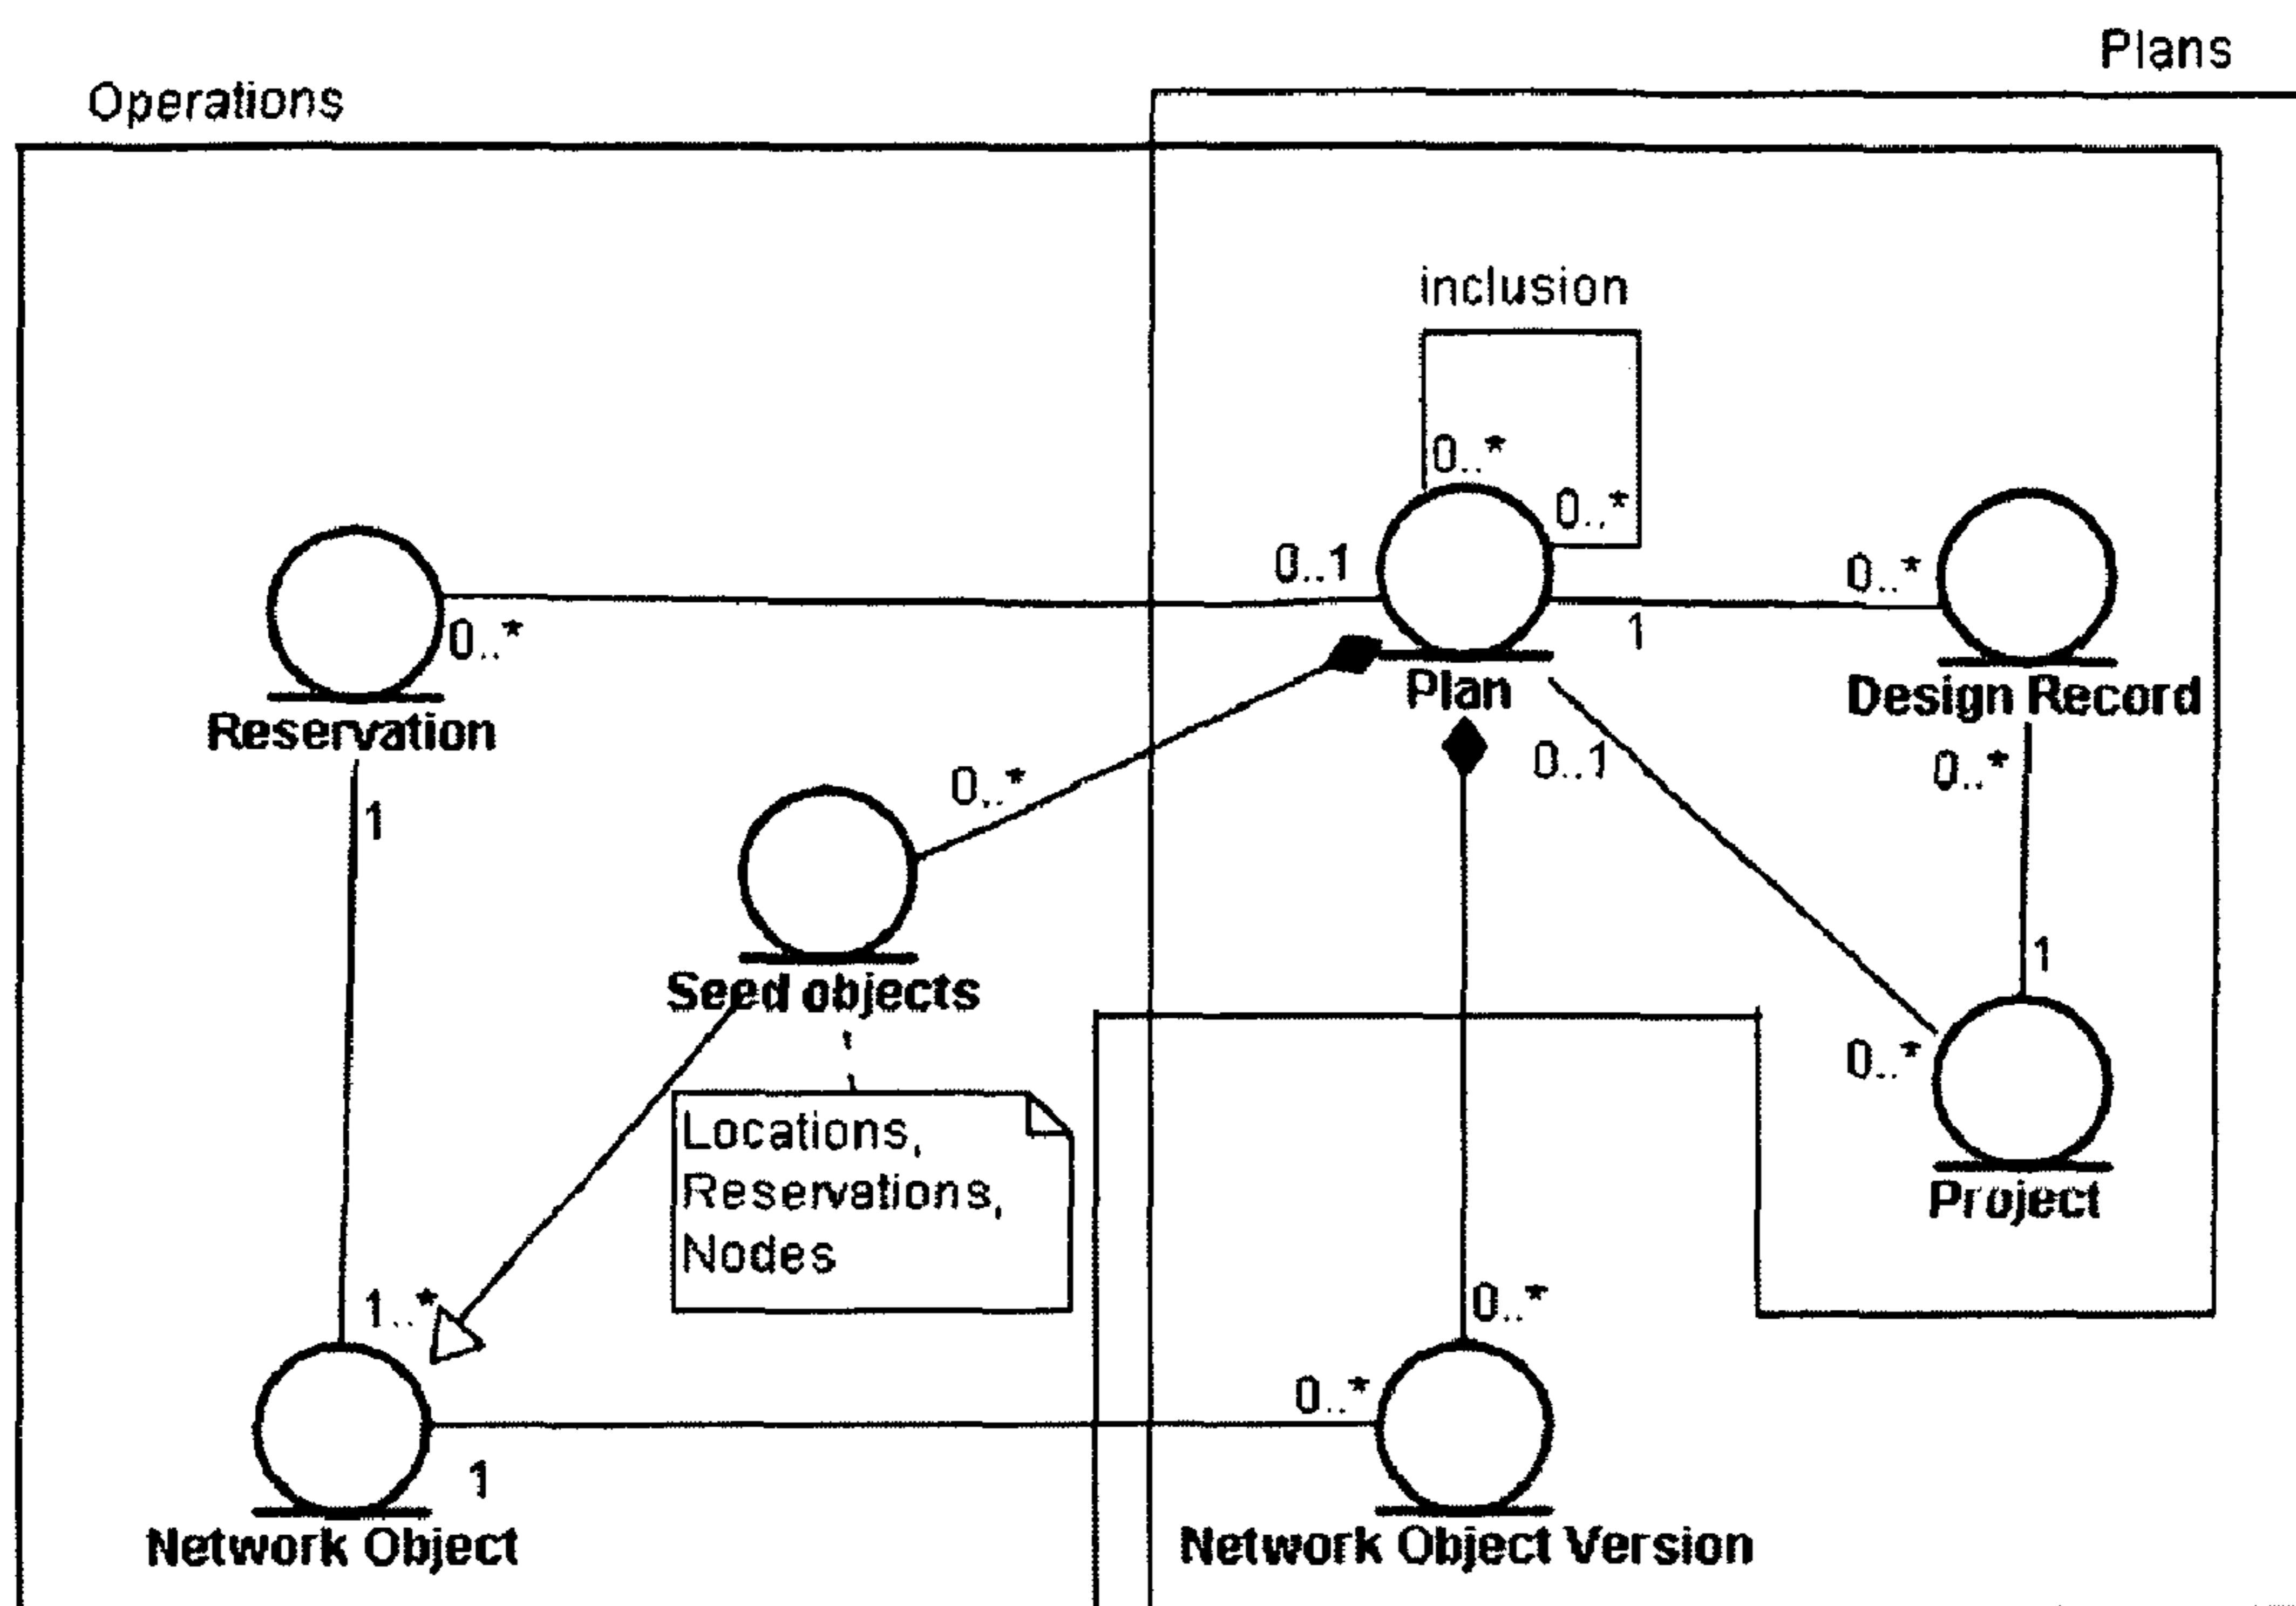 Plans
Operations
inclusion
0..*
0..*
0..1
0..*
0..*
1
Plan
Design Record
Reservation
0..1
0..*
0..*
1
1
Seed objects
0..*
Locations,
Reservations,
Nodes
Project
1..*
0..*
0..*
1
Network Object
Network Object Version